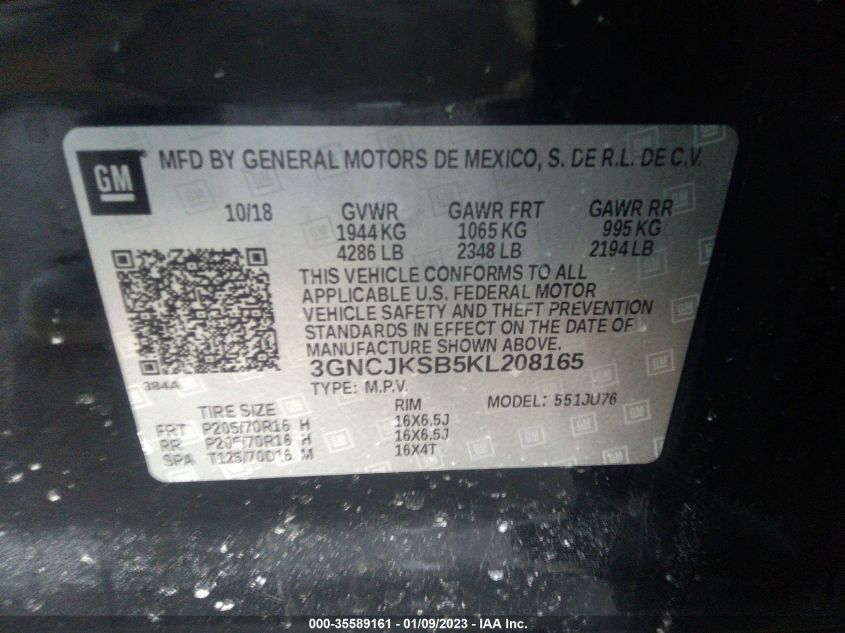 GM
MFD BY GENERAL MOTORS DE MEXICO, S. DE R.L. DE C.V.
10/18 GVWR GAWR FRT GAWR RR
1944 KG 1065 KG 995 KG
4286 LB 2348 LB 2194 LB
THIS VEHICLE CONFORMS TO ALL
APPLICABLE U.S. FEDERAL MOTOR
VEHICLE SAFETY AND THEFT PREVENTION
STANDARDS IN EFFECT ON THE DATE OF
MANUFACTURE SHOWN ABOVE.
3GNCJKSB5KL208165
384A
TYPE: M.P.V. MODEL: 551JU76
TIRE SIZE RIM
FRT P205/70R16 H 16X6.5J
RR P205/70R16 H 16X6.5J
SPA T125/70D16 M 16X4T
000-35589161 - 01/09/2023 - IAA Inc.